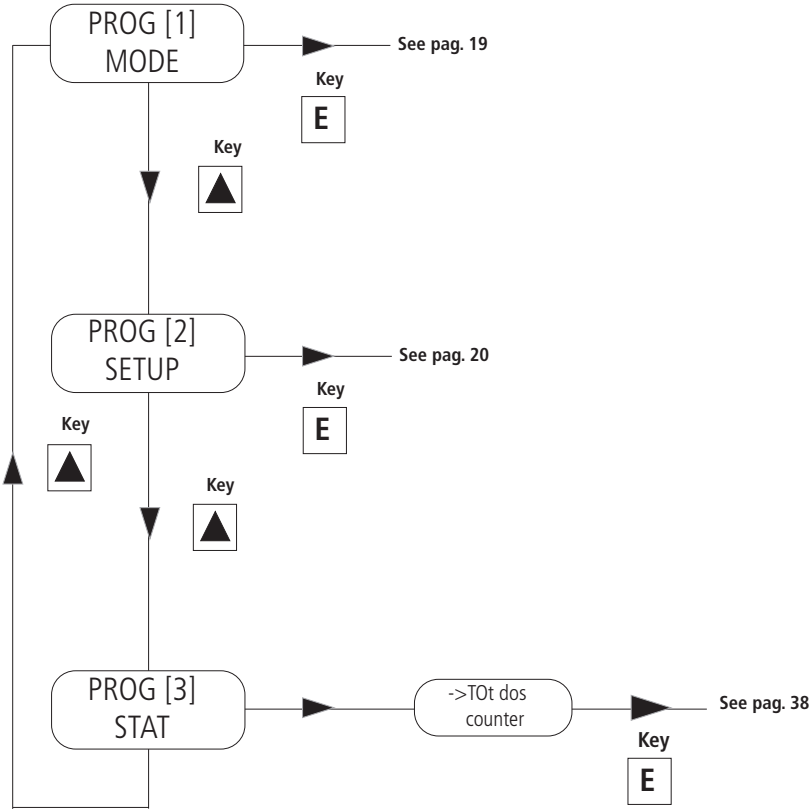 PROG [1]
MODE
See pag. 19
Key
E
Key
PROG [2]
SETUP
See pag. 20
Key
E
Key
Key
PROG [3]
STAT
->TOt dos
counter
See pag. 38
Key
E